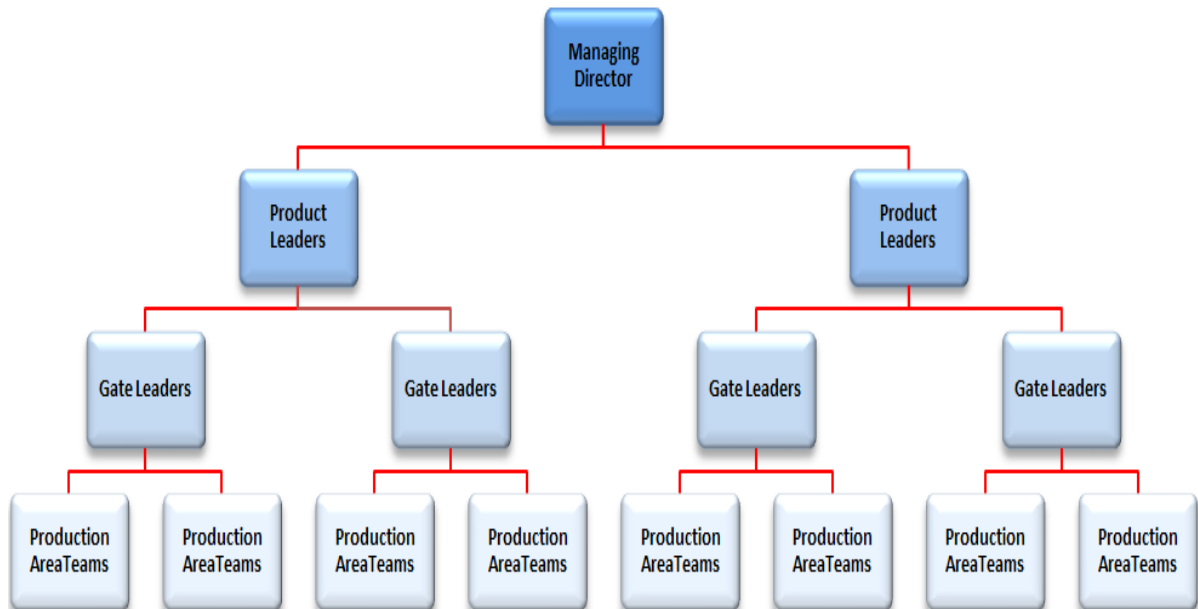 Managing
Director
Product
Leaders
Product
Leaders
Gate Leaders
Gate Leaders
Gate Leaders
Gate Leaders
Production
AreaTeams
Production
AreaTeams
Production
AreaTeams
Production
AreaTeams
Production
AreaTeams
Production
AreaTeams
Production
AreaTeams
Production
AreaTeams